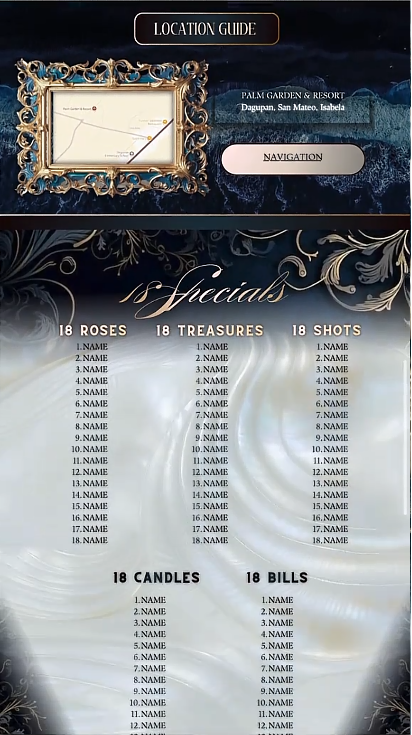 LOCATION GUIDE
PALM GARDEN & RESORT
Dagupan, San Mateo, Isabela
NAVIGATION
18 Specials
18 ROSES 18 TREASURES 18 SHOTS
1.NAME 1.NAME 1.NAME
2.NAME 2.NAME 2.NAME
3.NAME 3.NAME 3.NAME
4.NAME 4.NAME 4.NAME
5.NAME 5.NAME 5.NAME
6.NAME 6.NAME 6.NAME
7.NAME 7.NAME 7.NAME
8.NAME 8.NAME 8.NAME
9.NAME 9.NAME 9.NAME
10.NAME 10.NAME 10.NAME
11.NAME 11.NAME 11.NAME
12.NAME 12.NAME 12.NAME
13.NAME 13.NAME 13.NAME
14.NAME 14.NAME 14.NAME
15.NAME 15.NAME 15.NAME
16.NAME 16.NAME 16.NAME
17.NAME 17.NAME 17.NAME
18.NAME 18.NAME 18.NAME
18 CANDLES 18 BILLS
1.NAME 1.NAME
2.NAME 2.NAME
3.NAME 3.NAME
4.NAME 4.NAME
5.NAME 5.NAME
6.NAME 6.NAME
7.NAME 7.NAME
8.NAME 8.NAME
9.NAME 9.NAME
10.NAME 10.NAME
11.NAME 11.NAME
12.NAME 12.NAME